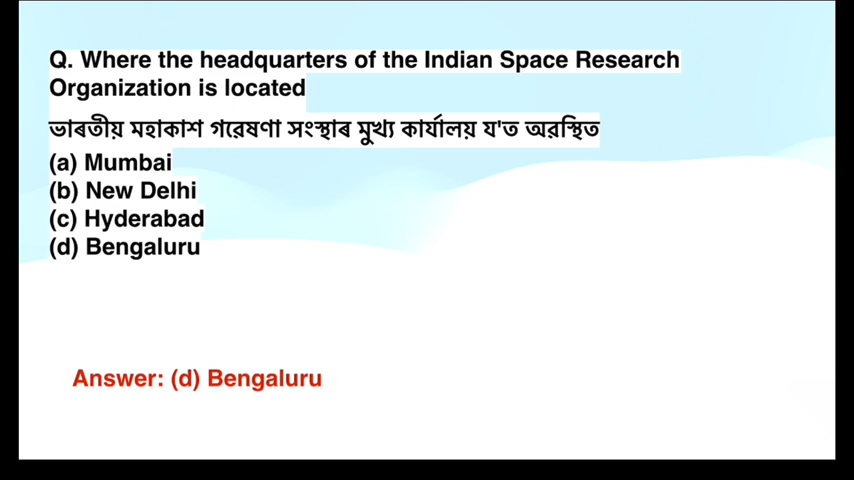 Q. Where the headquarters of the Indian Space Research
Organization is located
ভাৰতীয় মহাকাশ গৱেষণা সংস্থাৰ মুখ্য কাৰ্যালয় য'ত অৱস্থিত
(a) Mumbai
(b) New Delhi
(c) Hyderabad
(d) Bengaluru
Answer: (d) Bengaluru